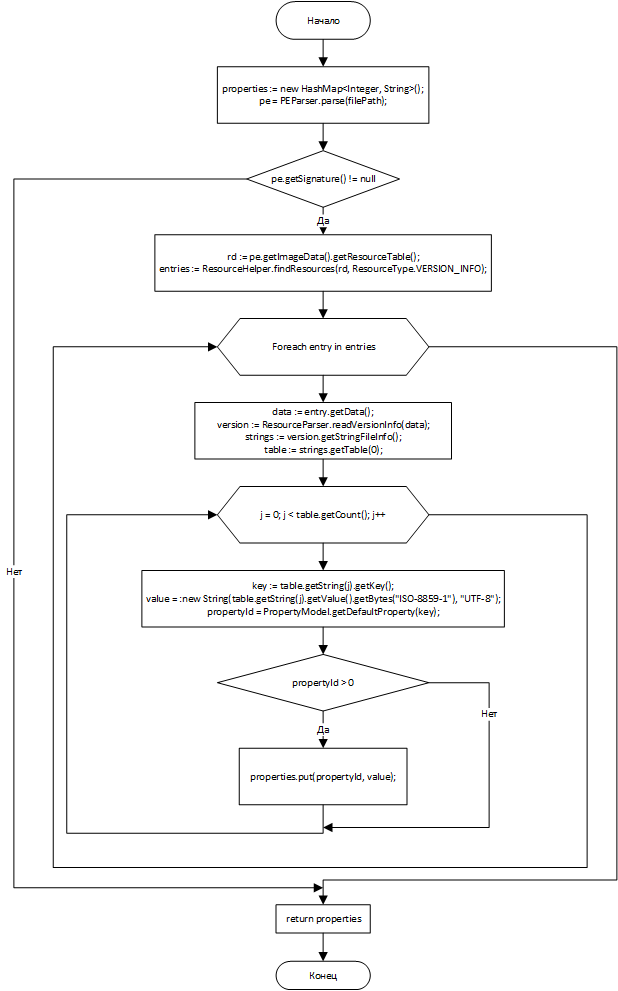 Начало
properties := new HashMap<Integer, String>();
pe = PEParser.parse(filePath);
pe.getSignature() != null
Да
rd := pe.getImageData().getResourceTable();
entries := ResourceHelper.findResources(rd, ResourceType.VERSION_INFO);
Foreach entry in entries
data := entry.getData();
version := ResourceParser.readVersionInfo(data);
strings := version.getStringFileInfo();
table := strings.getTable(0);
j = 0; j < table.getCount(); j++
Нет
key := table.getString(j).getKey();
value = :new String(table.getString(j).getValue().getBytes("ISO-8859-1"), "UTF-8");
propertyId = PropertyModel.getDefaultProperty(key);
propertyId > 0
Нет
Да
properties.put(propertyId, value);
return properties
Конец